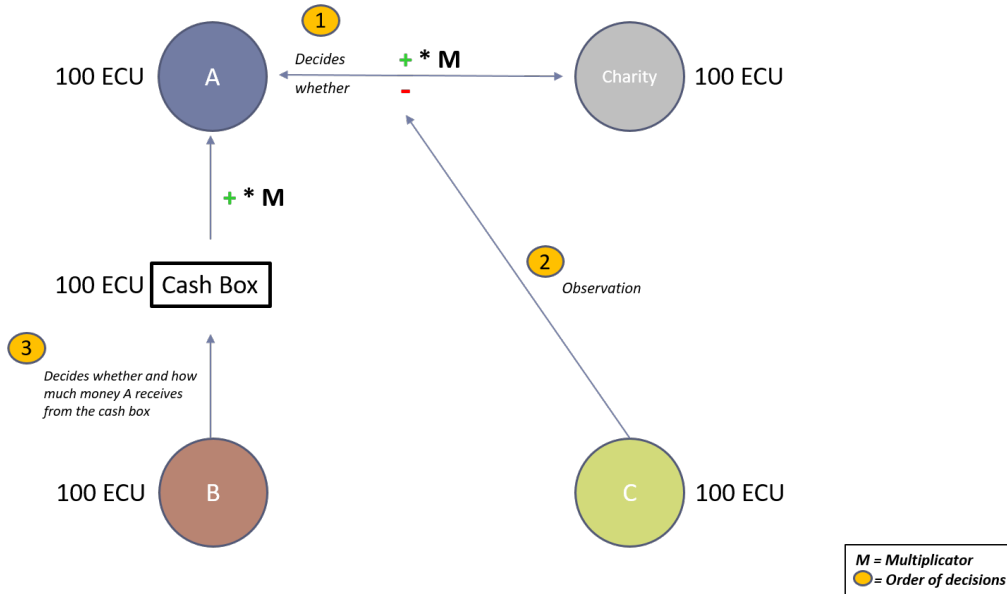 1
100 ECU
A
Decides
whether
+ * M
-
Charity
100 ECU
+ * M
2
Observation
100 ECU
Cash Box
3
Decides whether and how
much money A receives
from the cash box
100 ECU
B
C
100 ECU
M = Multiplicator
= Order of decisions